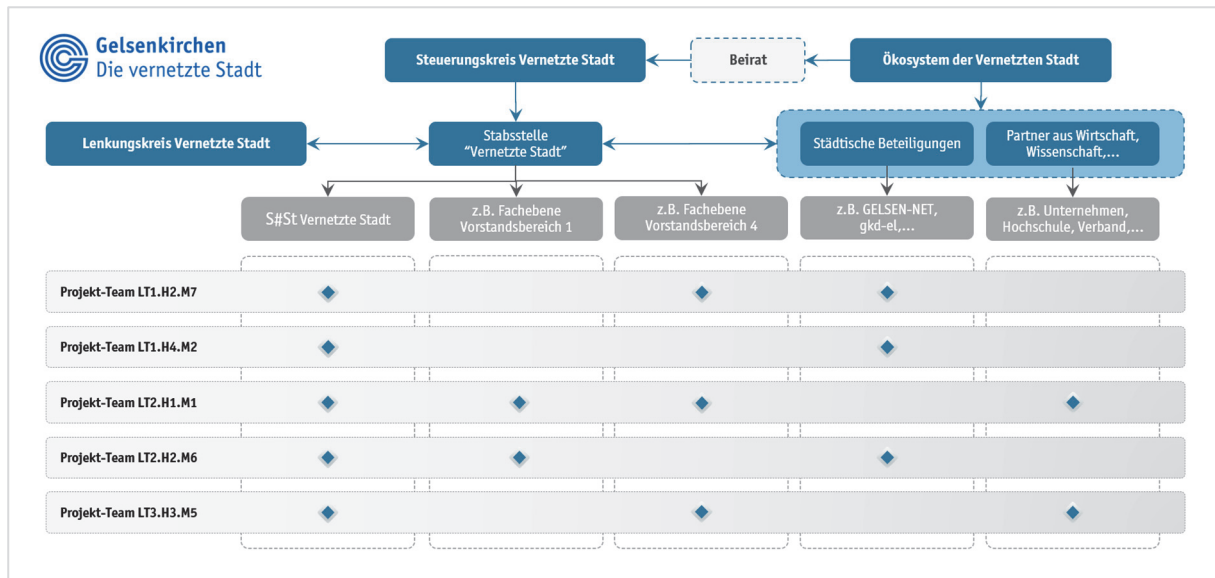 Gelsenkirchen
Die vernetzte Stadt
Steuerungskreis Vernetzte Stadt
Beirat
Ökosystem der Vernetzten Stadt
Lenkungskreis Vernetzte Stadt
Stabsstelle
“Vernetzte Stadt”
Städtische Beteiligungen
Partner aus Wirtschaft,
Wissenschaft,...
S#St Vernetzte Stadt
z.B. Fachebene
Vorstandsbereich 1
z.B. Fachebene
Vorstandsbereich 4
z.B. GELSEN-NET,
gkd-el,...
z.B. Unternehmen,
Hochschule, Verband,...
Projekt-Team LT1.H2.M7
Projekt-Team LT1.H4.M2
Projekt-Team LT2.H1.M1
Projekt-Team LT2.H2.M6
Projekt-Team LT3.H3.M5